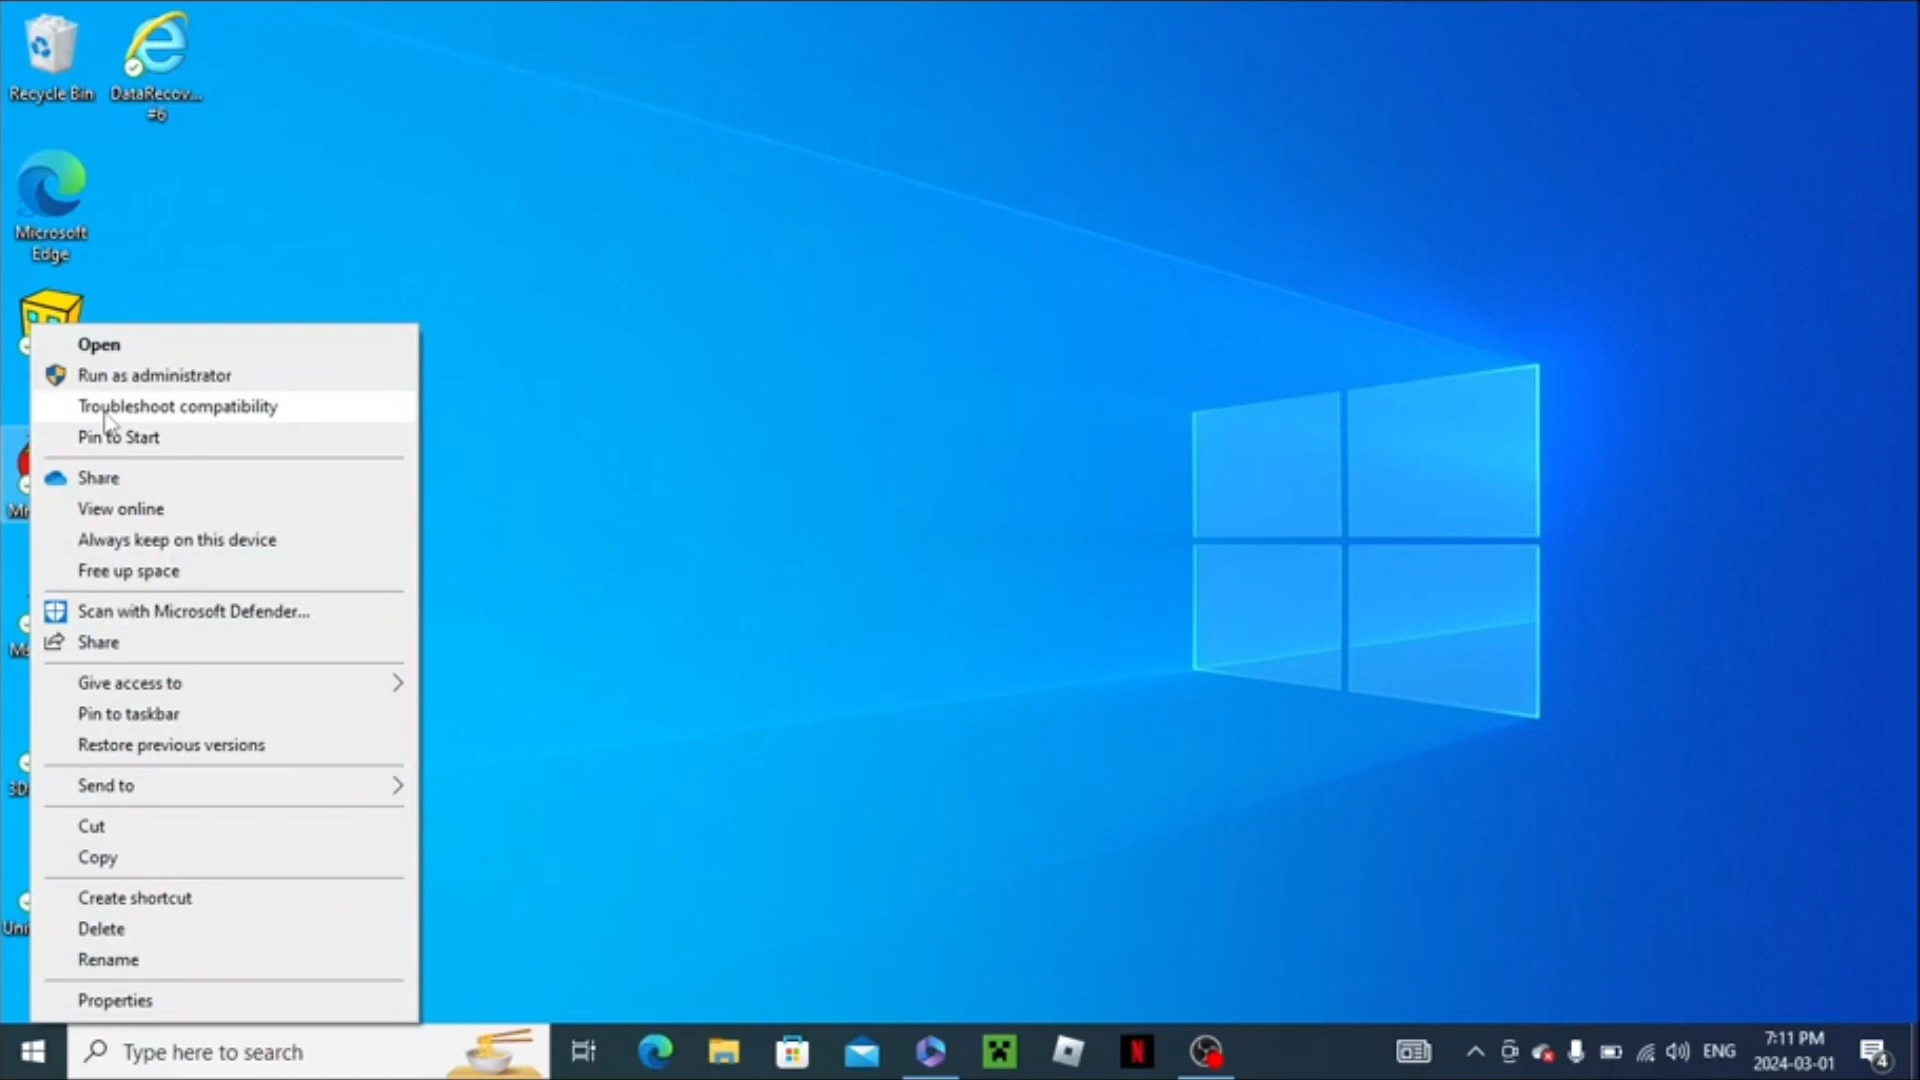 Recycle Bin
DataRecov...
#6
Microsoft
Edge
Open
Run as administrator
Troubleshoot compatibility
Pin to Start
Share
View online
Always keep on this device
Free up space
Scan with Microsoft Defender...
Share
Give access to
Pin to taskbar
Restore previous versions
Send to
Cut
Copy
Create shortcut
Delete
Rename
Properties
Type here to search
N
ENG
7:11 PM
2024-03-01
4